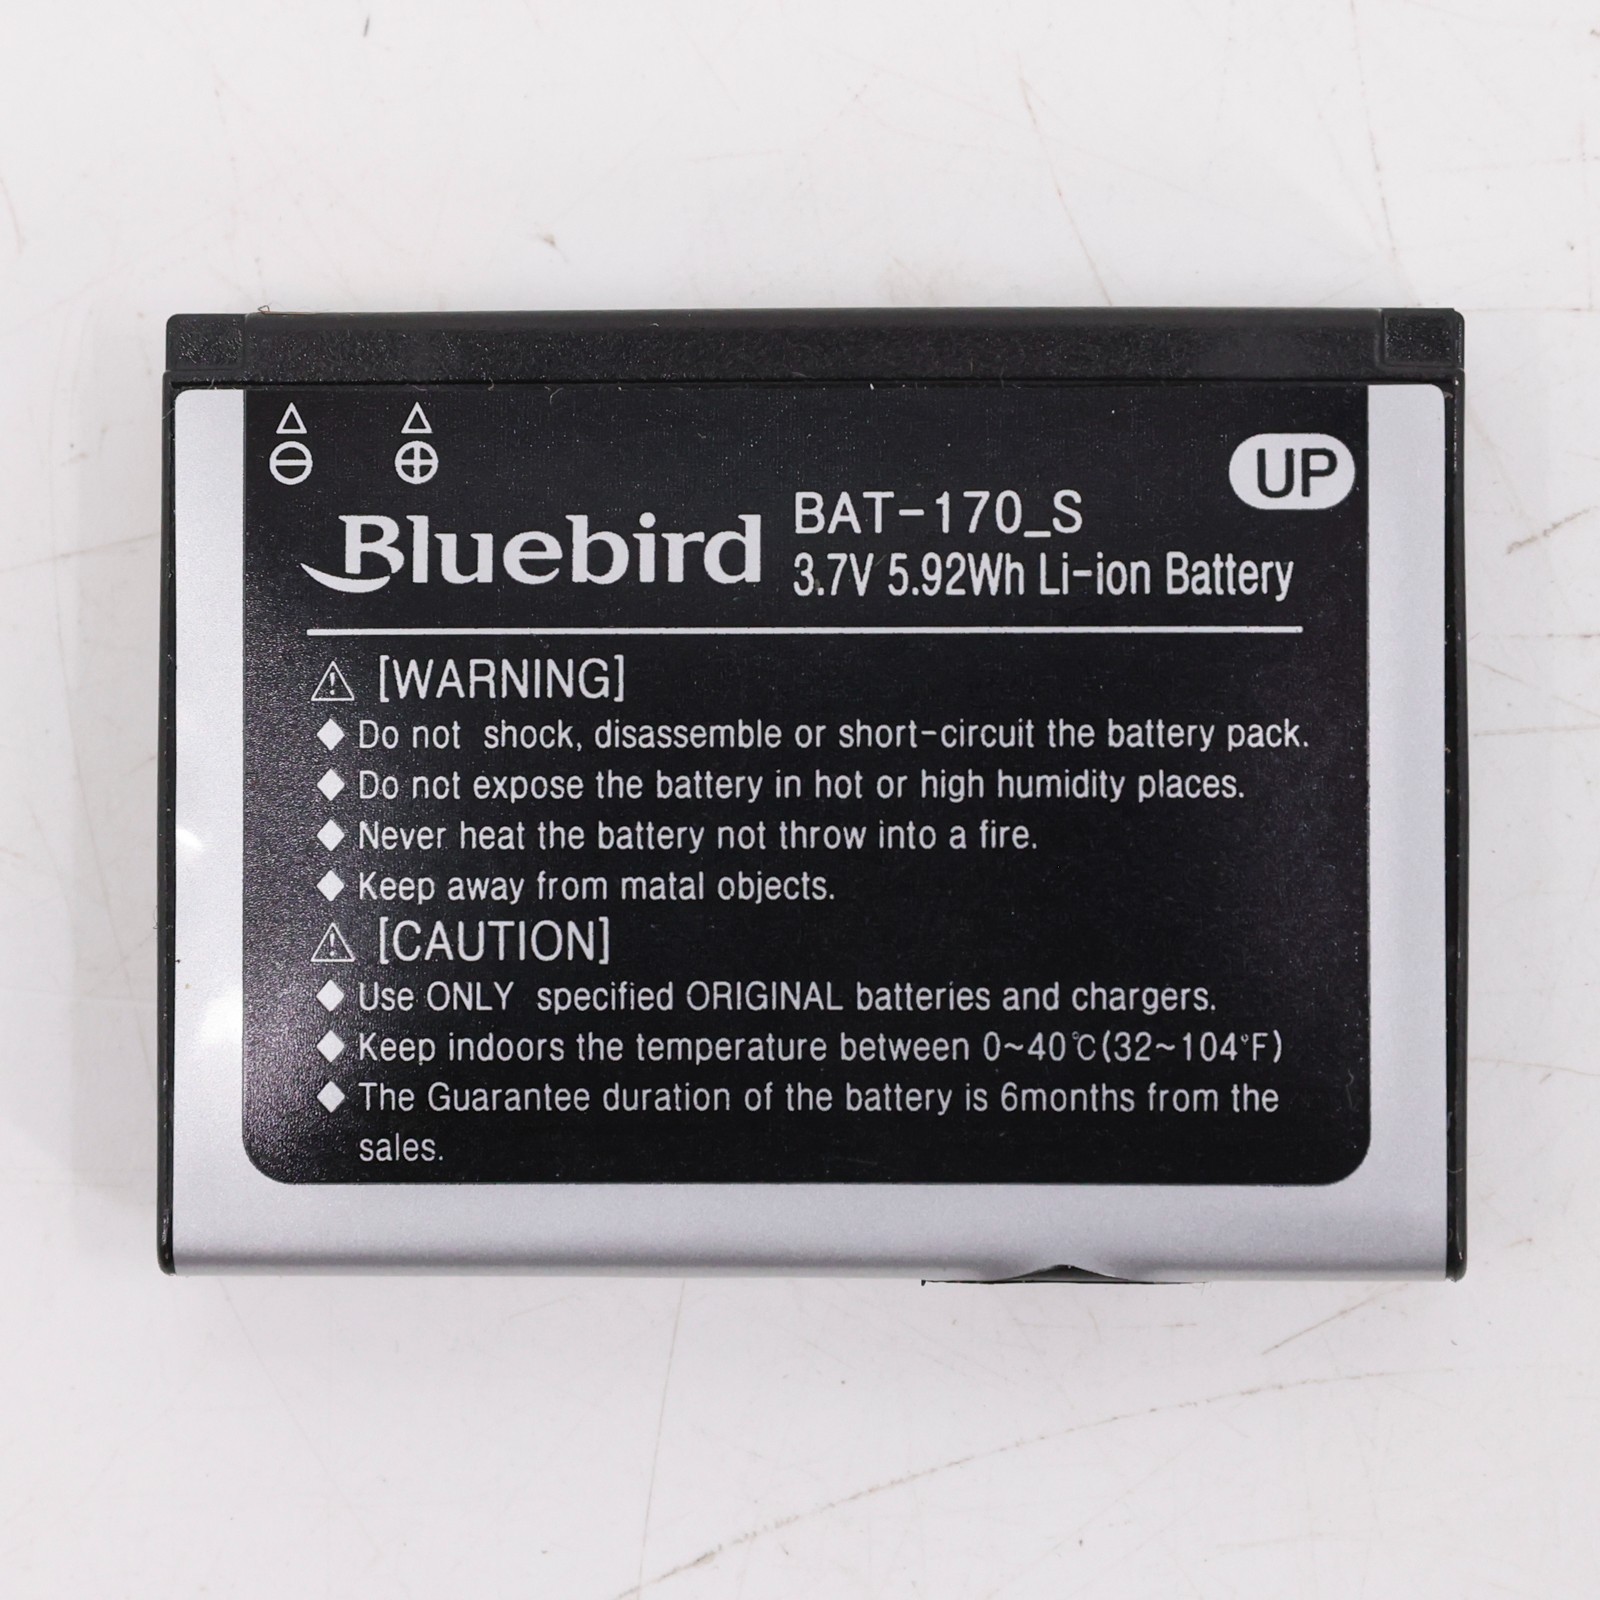 UP
Bluebird
BAT-170_S
3.7V 5.92Wh Li-ion Battery
[WARNING]
Do not shock, disassemble or short-circuit the battery pack.
Do not expose the battery in hot or high humidity places.
Never heat the battery not throw into a fire.
Keep away from matal objects.
[CAUTION]
Use ONLY specified ORIGINAL batteries and chargers.
Keep indoors the temperature between 0~40℃(32~104°F)
The Guarantee duration of the battery is 6months from the
sales.